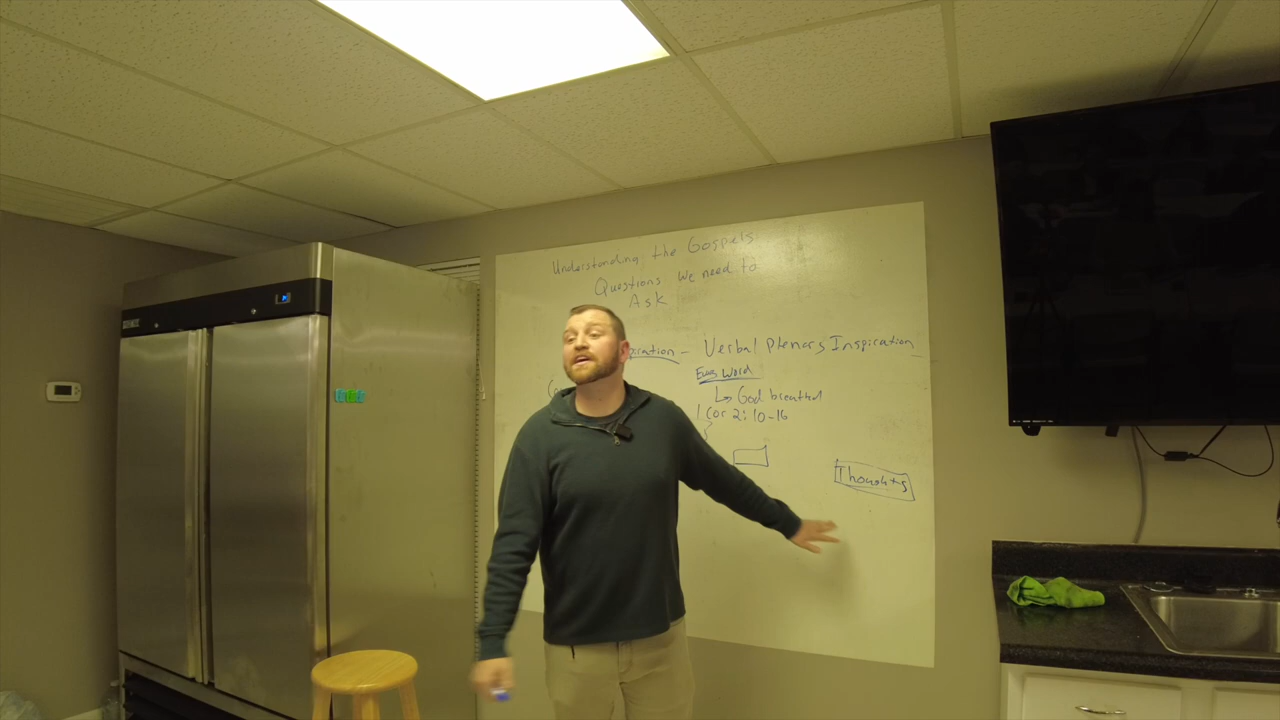 Understanding the Gospels
Questions we need to
Ask
piration - Verbal Plenary Inspiration
Every word
↳ God breathed
1 Cor 2:10-16
Thoughts